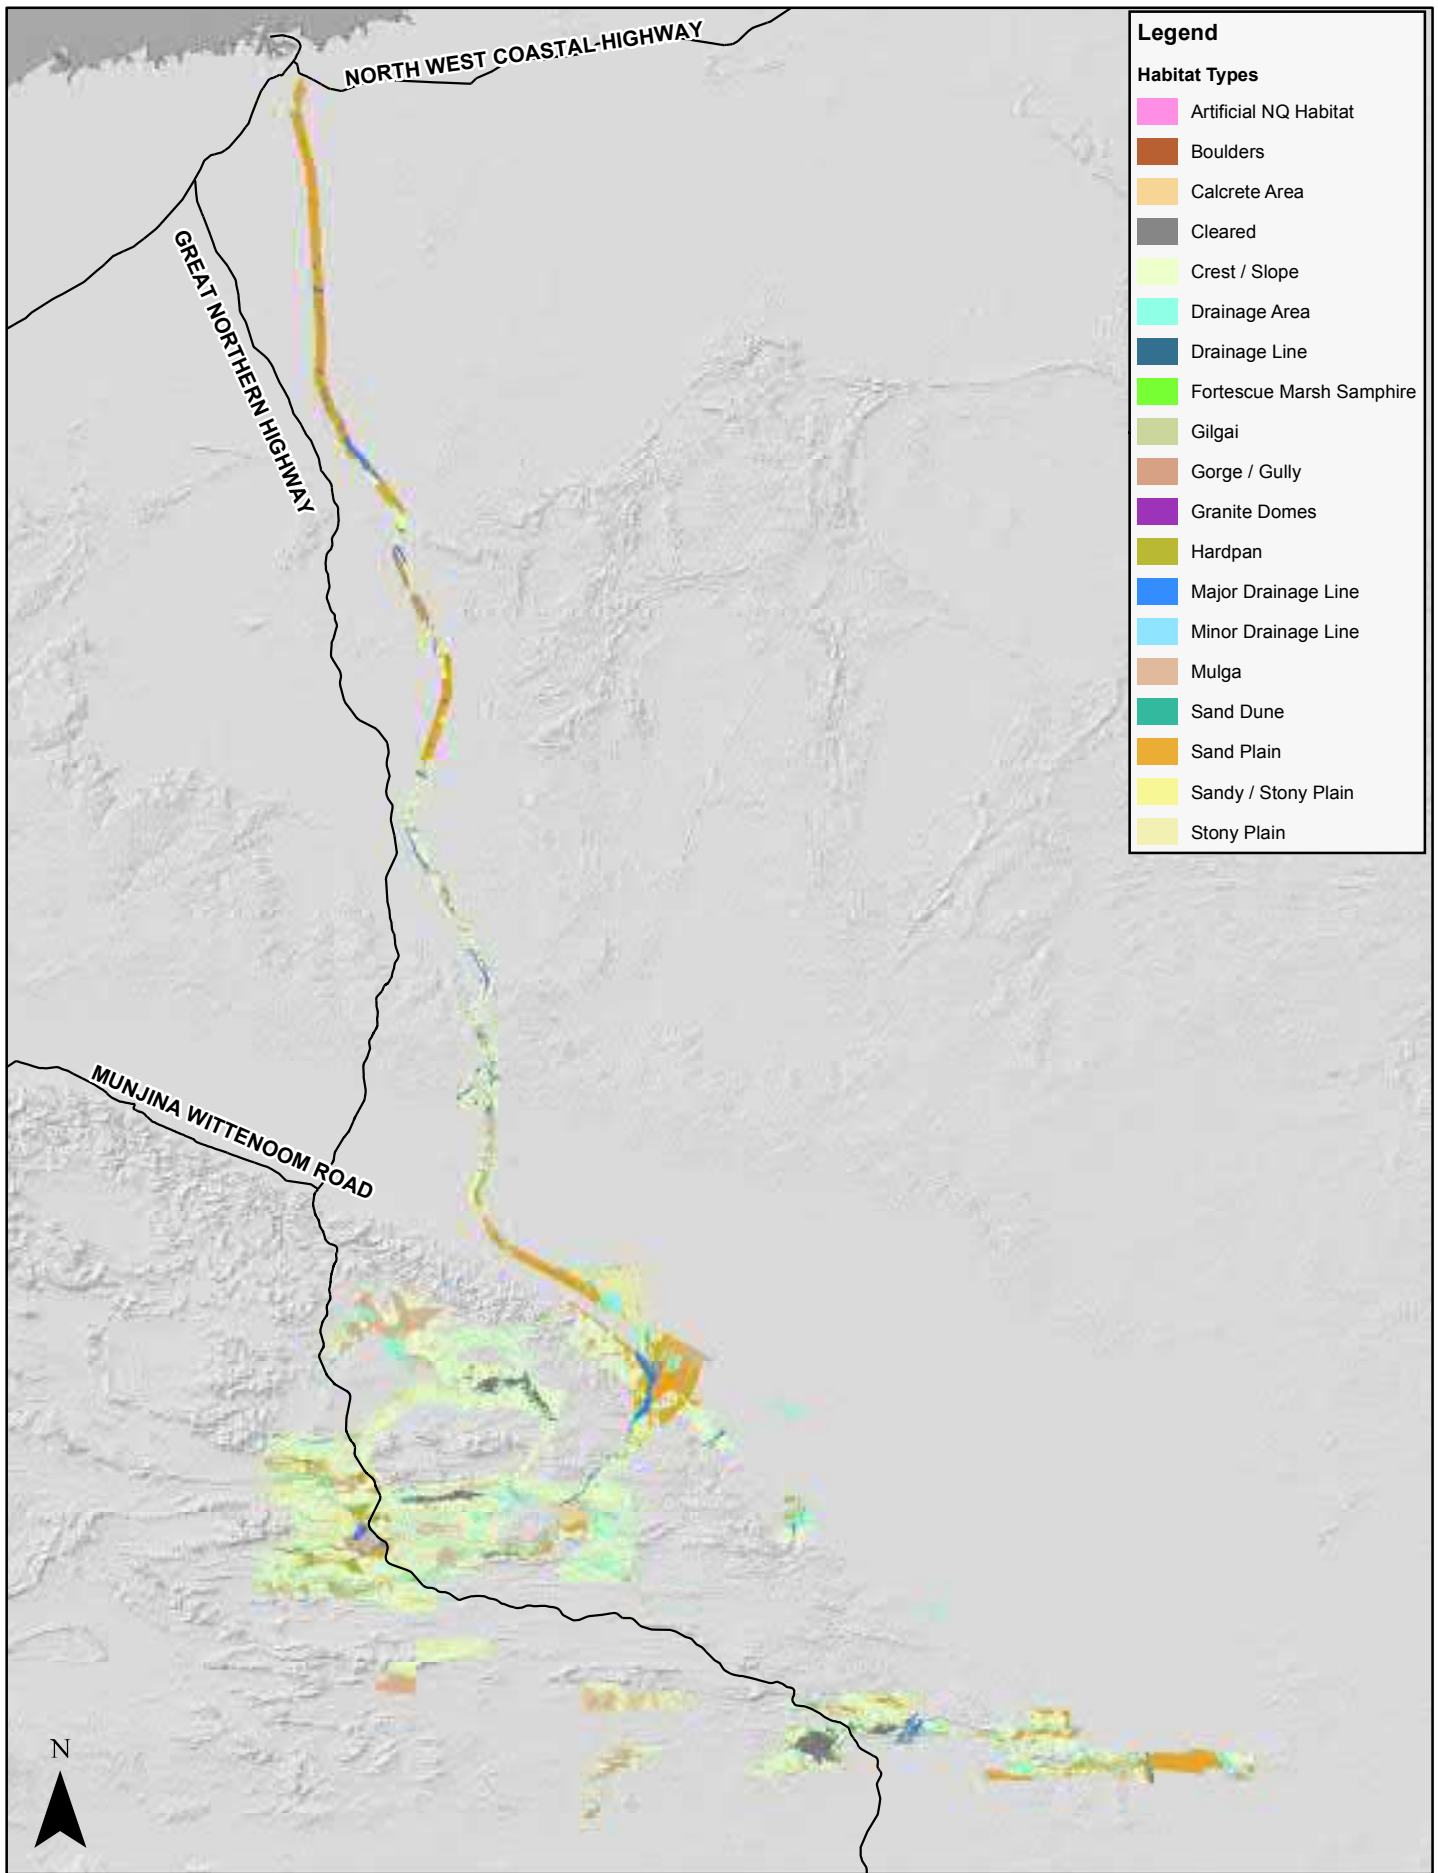 NORTH WEST COASTAL HIGHWAY
GREAT NORTHERN HIGHWAY
MUNJINA WITTENOOM ROAD
N
Legend
Habitat Types
Artificial NQ Habitat
Boulders
Calcrete Area
Cleared
Crest / Slope
Drainage Area
Drainage Line
Fortescue Marsh Samphire
Gilgai
Gorge / Gully
Granite Domes
Hardpan
Major Drainage Line
Minor Drainage Line
Mulga
Sand Dune
Sand Plain
Sandy / Stony Plain
Stony Plain